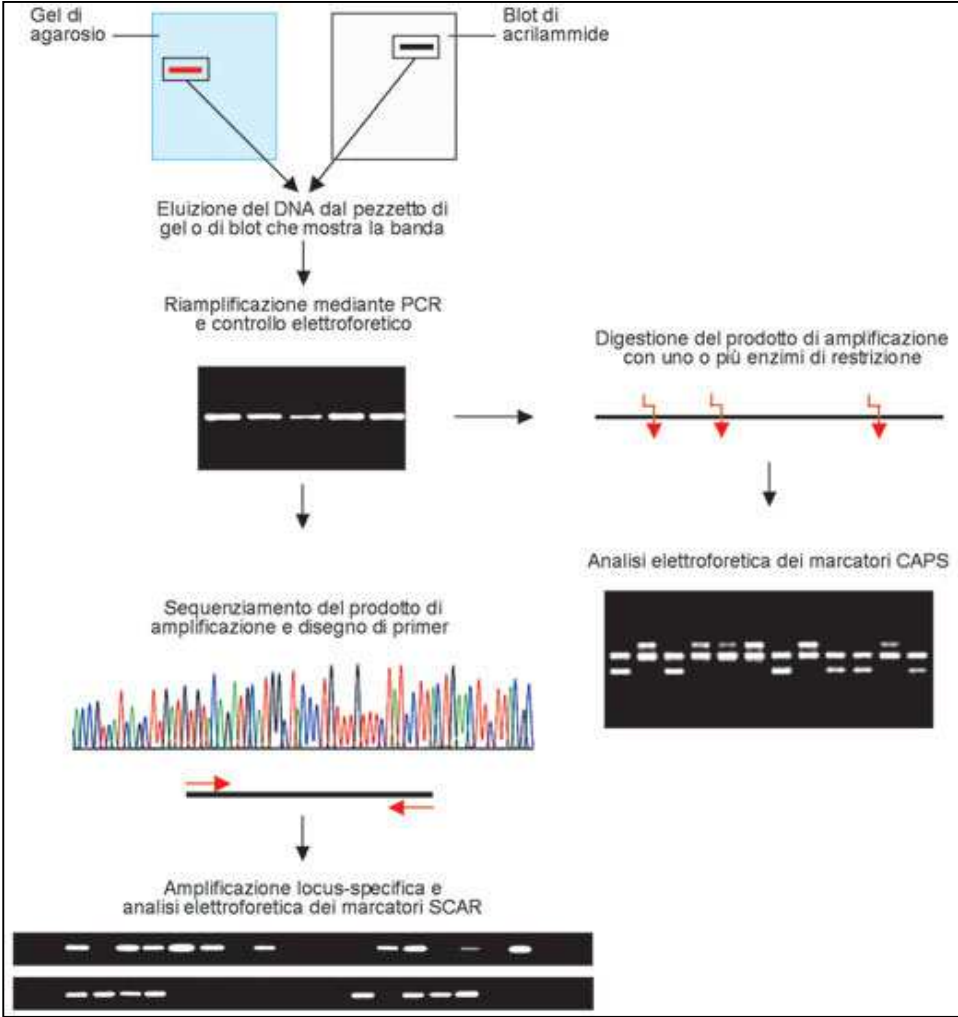 Gel di
agarosio
Blot di
acrilammide
Eluizione del DNA dal pezzetto di
gel o di blot che mostra la banda
Riamplificazione mediante PCR
e controllo elettroforetico
Digestione del prodotto di amplificazione
con uno o più enzimi di restrizione
Analisi elettroforetica dei marcatori CAPS
Sequenziamento del prodotto di
amplificazione e disegno di primer
Amplificazione locus-specifica e
analisi elettroforetica dei marcatori SCAR